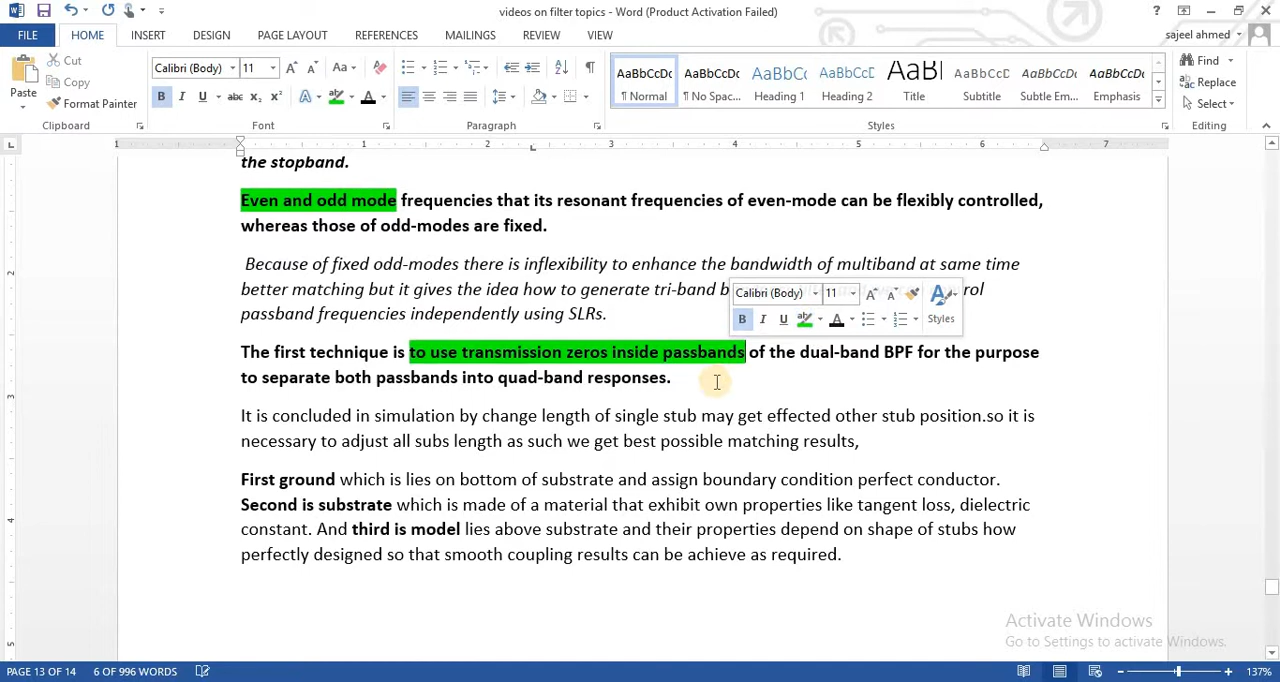 videos on filter topics - Word (Product Activation Failed)
FILE HOME INSERT DESIGN PAGE LAYOUT REFERENCES MAILINGS REVIEW VIEW sajeel ahmed
Paste
Cut
Copy
Format Painter
Clipboard
Calibri (Body) 11
Font
Paragraph
AaBbCcDc AaBbCcDc AaBbC AaBbCcC AaB AaBbCcD AaBbCcDc AaBbCcDc
¶ Normal ¶ No Spac... Heading 1 Heading 2 Title Subtitle Subtle Em... Emphasis
Styles
Find
Replace
Select
Editing
1 1 2 3 4 5 6 7
the stopband.
Even and odd mode frequencies that its resonant frequencies of even-mode can be flexibly controlled,
whereas those of odd-modes are fixed.
Because of fixed odd-modes there is inflexibility to enhance the bandwidth of multiband at same time
better matching but it gives the idea how to generate tri-band
passband frequencies independently using SLRs.
Calibri (Body) 11
Styles
The first technique is to use transmission zeros inside passbands of the dual-band BPF for the purpose
to separate both passbands into quad-band responses.
It is concluded in simulation by change length of single stub may get effected other stub position.so it is
necessary to adjust all subs length as such we get best possible matching results,
First ground which is lies on bottom of substrate and assign boundary condition perfect conductor.
Second is substrate which is made of a material that exhibit own properties like tangent loss, dielectric
constant. And third is model lies above substrate and their properties depend on shape of stubs how
perfectly designed so that smooth coupling results can be achieve as required.
Activate Windows
Go to Settings to activate Windows.
PAGE 13 OF 14 6 OF 996 WORDS 137%